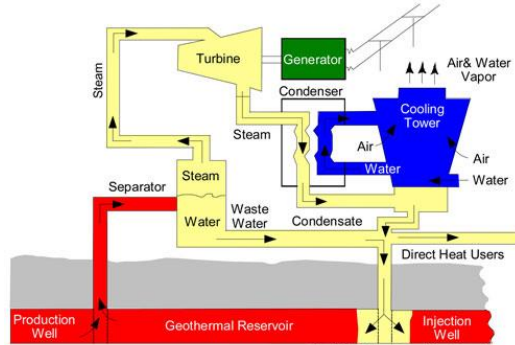 Turbine
Generator
Air& Water
Vapor
Steam
Condenser
Steam
Cooling
Tower
Air
Air
Water
Water
Separator
Steam
Water
Waste
Water
Condensate
Direct Heat Users
Production
Well
Geothermal Reservoir
Injection
Well